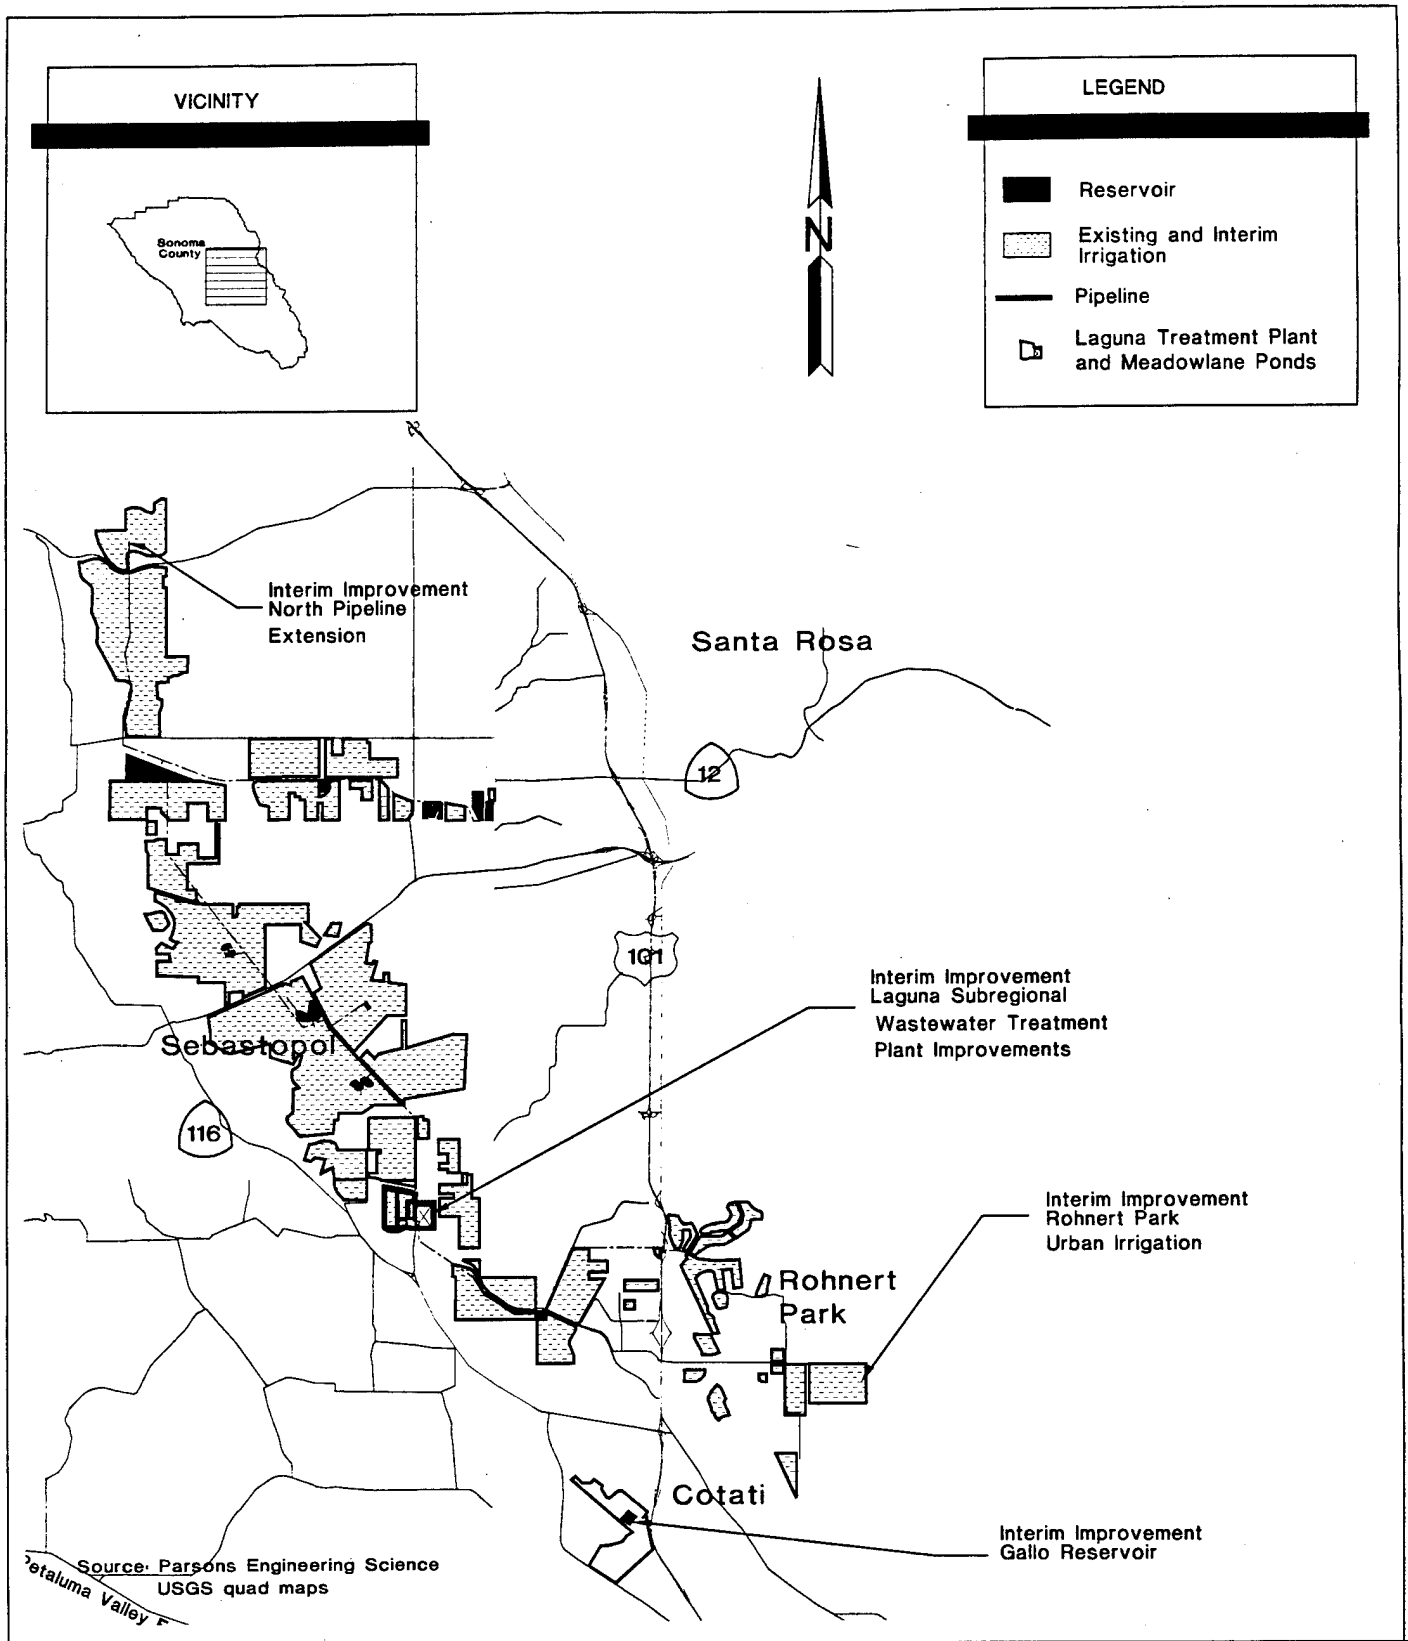 VICINITY
Sonoma
County
N
LEGEND
Reservoir
Existing and Interim
Irrigation
Pipeline
Laguna Treatment Plant
and Meadowlane Ponds
Interim Improvement
North Pipeline
Extension
Santa Rosa
12
101
Interim Improvement
Laguna Subregional
Wastewater Treatment
Plant Improvements
Sebastopol
116
Interim Improvement
Rohnert Park
Urban Irrigation
Rohnert
Park
Cotati
Interim Improvement
Gallo Reservoir
Source: Parsons Engineering Science
USGS quad maps
Petaluma Valley